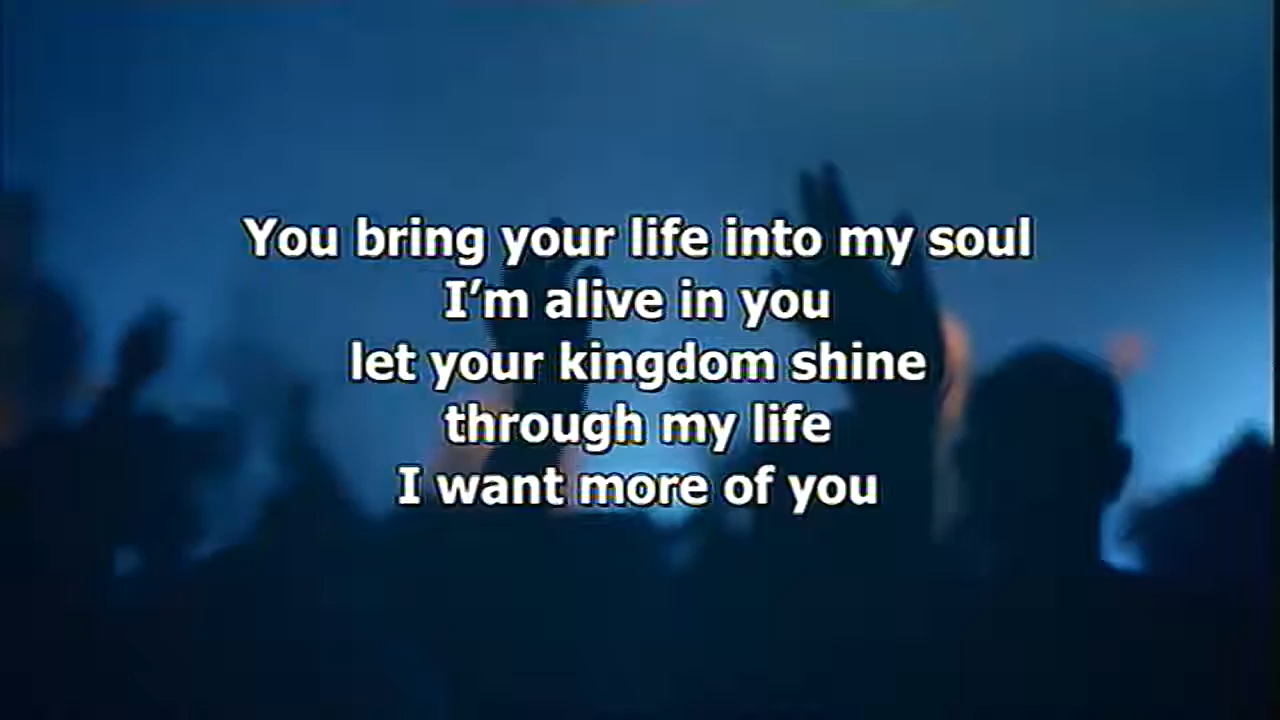 You bring your life into my soul
I’m alive in you
let your kingdom shine
through my life
I want more of you